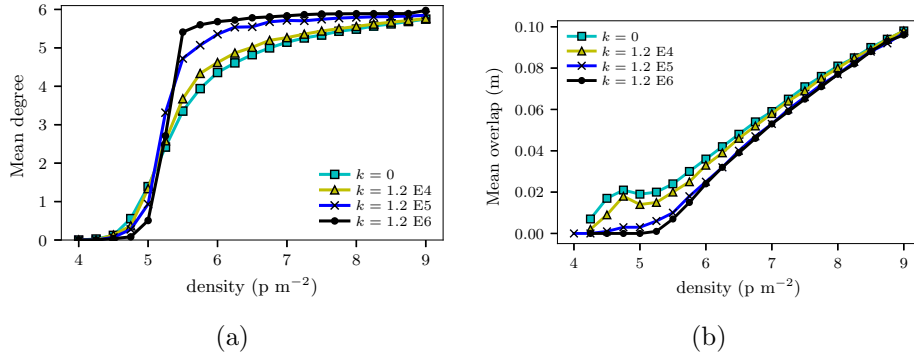 6
5
4
3
2
1
0
Mean degree
k = 0
k = 1.2 E4
k = 1.2 E5
k = 1.2 E6
4 5 6 7 8 9
density (p m⁻²)
(a)
0.10
0.08
0.06
0.04
0.02
0.00
Mean overlap (m)
k = 0
k = 1.2 E4
k = 1.2 E5
k = 1.2 E6
4 5 6 7 8 9
density (p m⁻²)
(b)